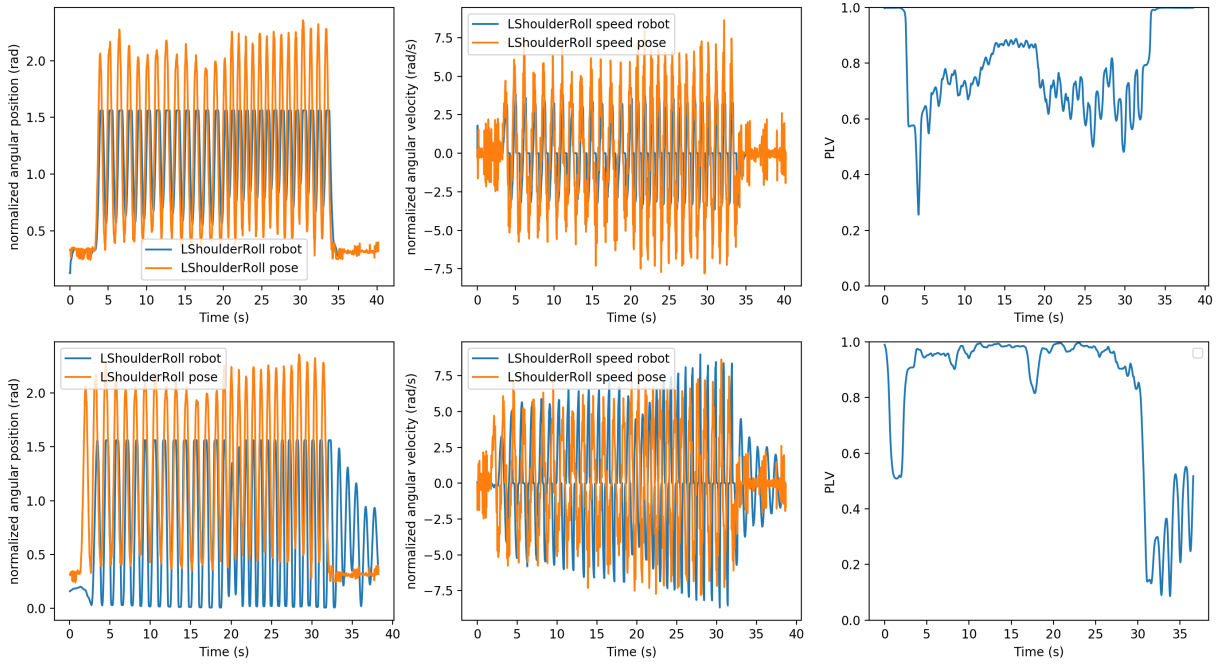 normalized angular position (rad)
2.0
1.5
1.0
0.5
LShoulderRoll robot
LShoulderRoll pose
0 5 10 15 20 25 30 35 40
Time (s)
normalized angular velocity (rad/s)
LShoulderRoll speed robot
LShoulderRoll speed pose
7.5
5.0
2.5
0.0
−2.5
−5.0
−7.5
0 5 10 15 20 25 30 35 40
Time (s)
PLV
1.0
0.8
0.6
0.4
0.2
0.0
0 5 10 15 20 25 30 35 40
Time (s)
normalized angular position (rad)
LShoulderRoll robot
LShoulderRoll pose
2.0
1.5
1.0
0.5
0.0
0 5 10 15 20 25 30 35 40
Time (s)
normalized angular velocity (rad/s)
LShoulderRoll speed robot
LShoulderRoll speed pose
7.5
5.0
2.5
0.0
−2.5
−5.0
−7.5
0 5 10 15 20 25 30 35 40
Time (s)
PLV
1.0
0.8
0.6
0.4
0.2
0.0
0 5 10 15 20 25 30 35
Time (s)